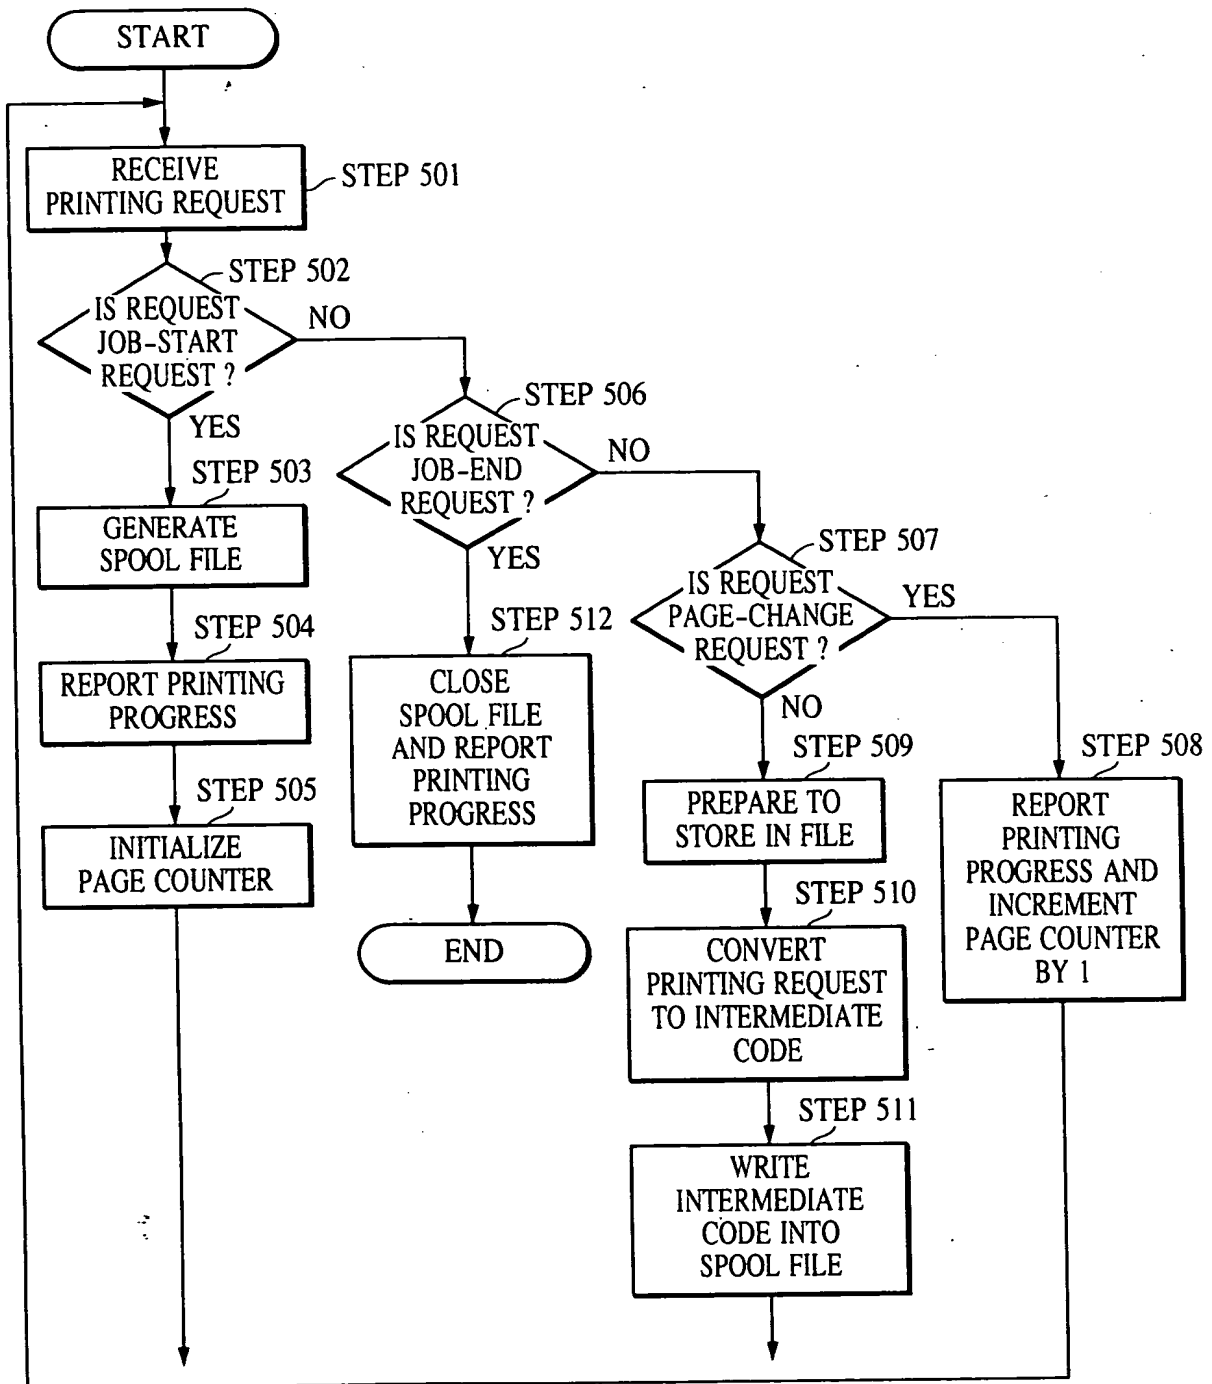 START
RECEIVE
PRINTING REQUEST
STEP 501
STEP 502
IS REQUEST
JOB-START
REQUEST ?
NO
YES
STEP 503
GENERATE
SPOOL FILE
STEP 504
REPORT PRINTING
PROGRESS
STEP 505
INITIALIZE
PAGE COUNTER
STEP 506
IS REQUEST
JOB-END
REQUEST ?
NO
YES
STEP 512
CLOSE
SPOOL FILE
AND REPORT
PRINTING
PROGRESS
END
STEP 507
IS REQUEST
PAGE-CHANGE
REQUEST ?
YES
NO
STEP 509
PREPARE TO
STORE IN FILE
STEP 510
CONVERT
PRINTING REQUEST
TO INTERMEDIATE
CODE
STEP 511
WRITE
INTERMEDIATE
CODE INTO
SPOOL FILE
STEP 508
REPORT
PRINTING
PROGRESS AND
INCREMENT
PAGE COUNTER
BY 1